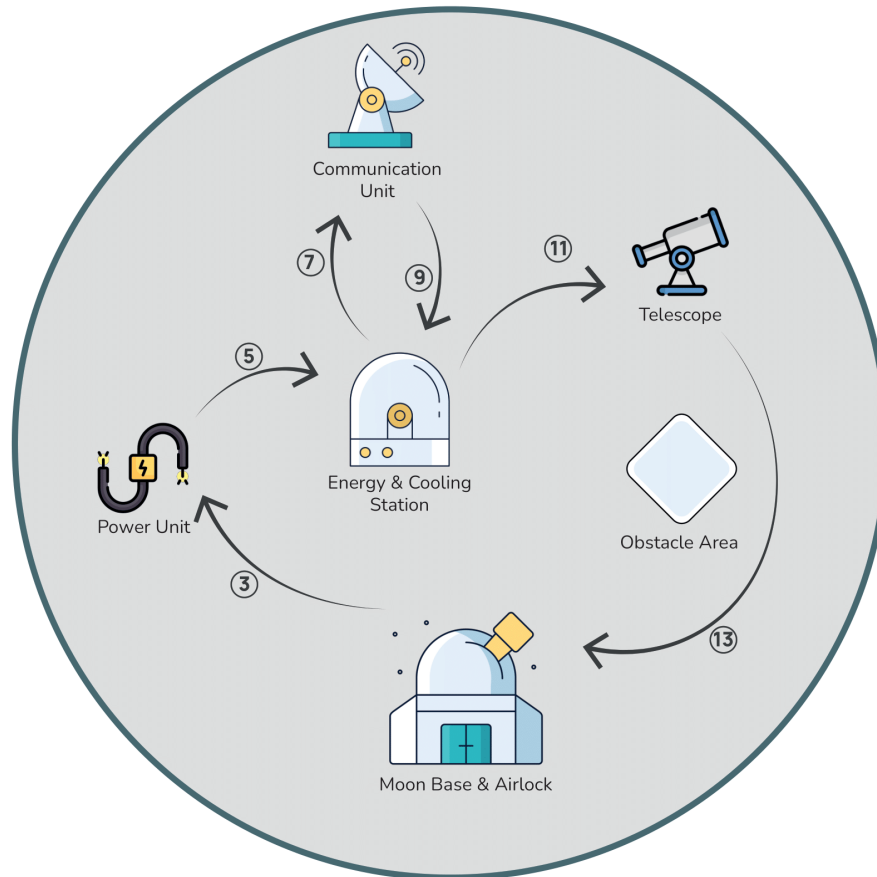 Communication
Unit
7
9
11
Telescope
5
Energy & Cooling
Station
Power Unit
Obstacle Area
3
13
Moon Base & Airlock